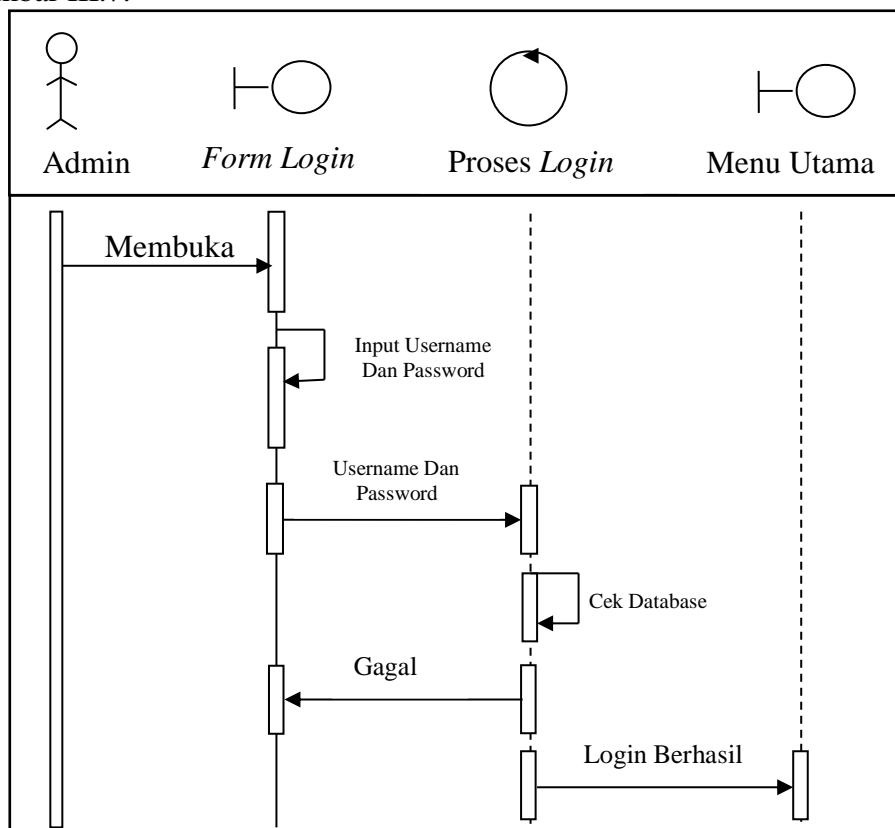 Admin
Form Login
Proses Login
Menu Utama
Membuka
Input Username
Dan Password
Username Dan
Password
Cek Database
Gagal
Login Berhasil